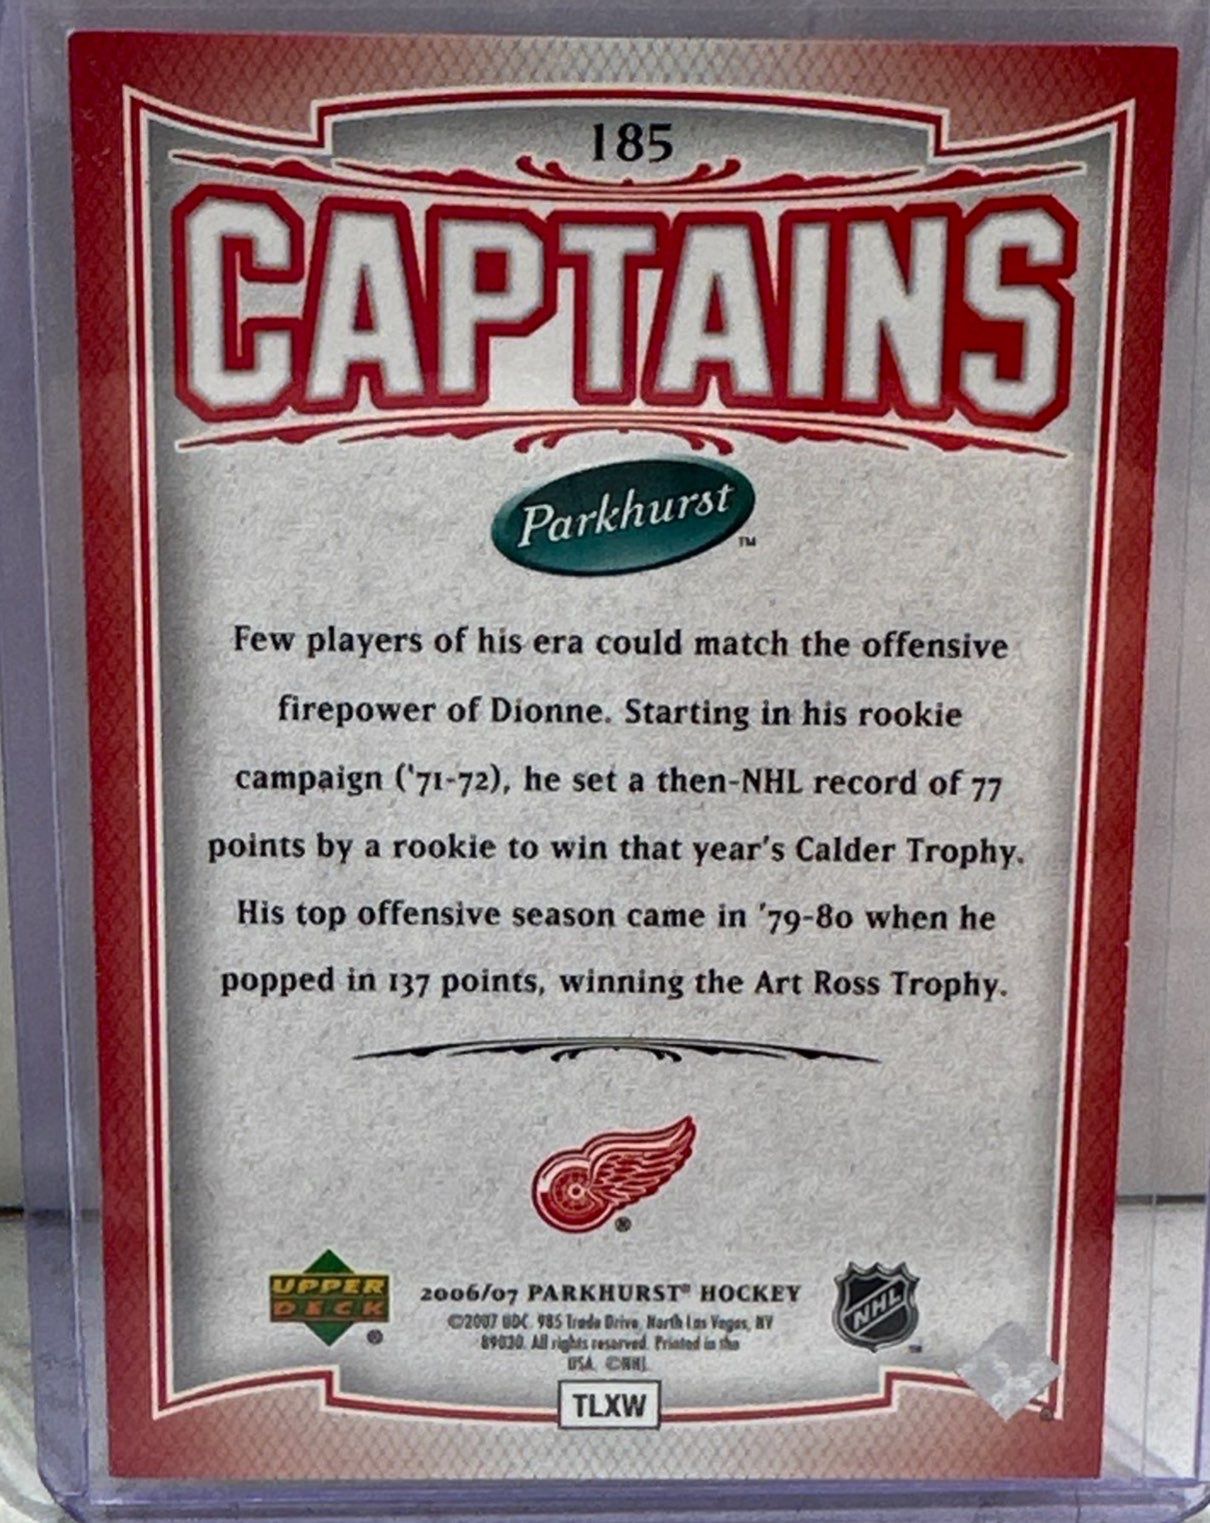 185
CAPTAINS
Parkhurst
TM
Few players of his era could match the offensive
firepower of Dionne. Starting in his rookie
campaign ('71-72), he set a then-NHL record of 77
points by a rookie to win that year's Calder Trophy.
His top offensive season came in '79-80 when he
popped in 137 points, winning the Art Ross Trophy.
®
UPPER
DECK
®
2006/07 PARKHURST® HOCKEY
©2007 UDC. 985 Trade Drive, North Las Vegas, NV
89030. All rights reserved. Printed in the
USA. ©NHL
NHL
TLXW